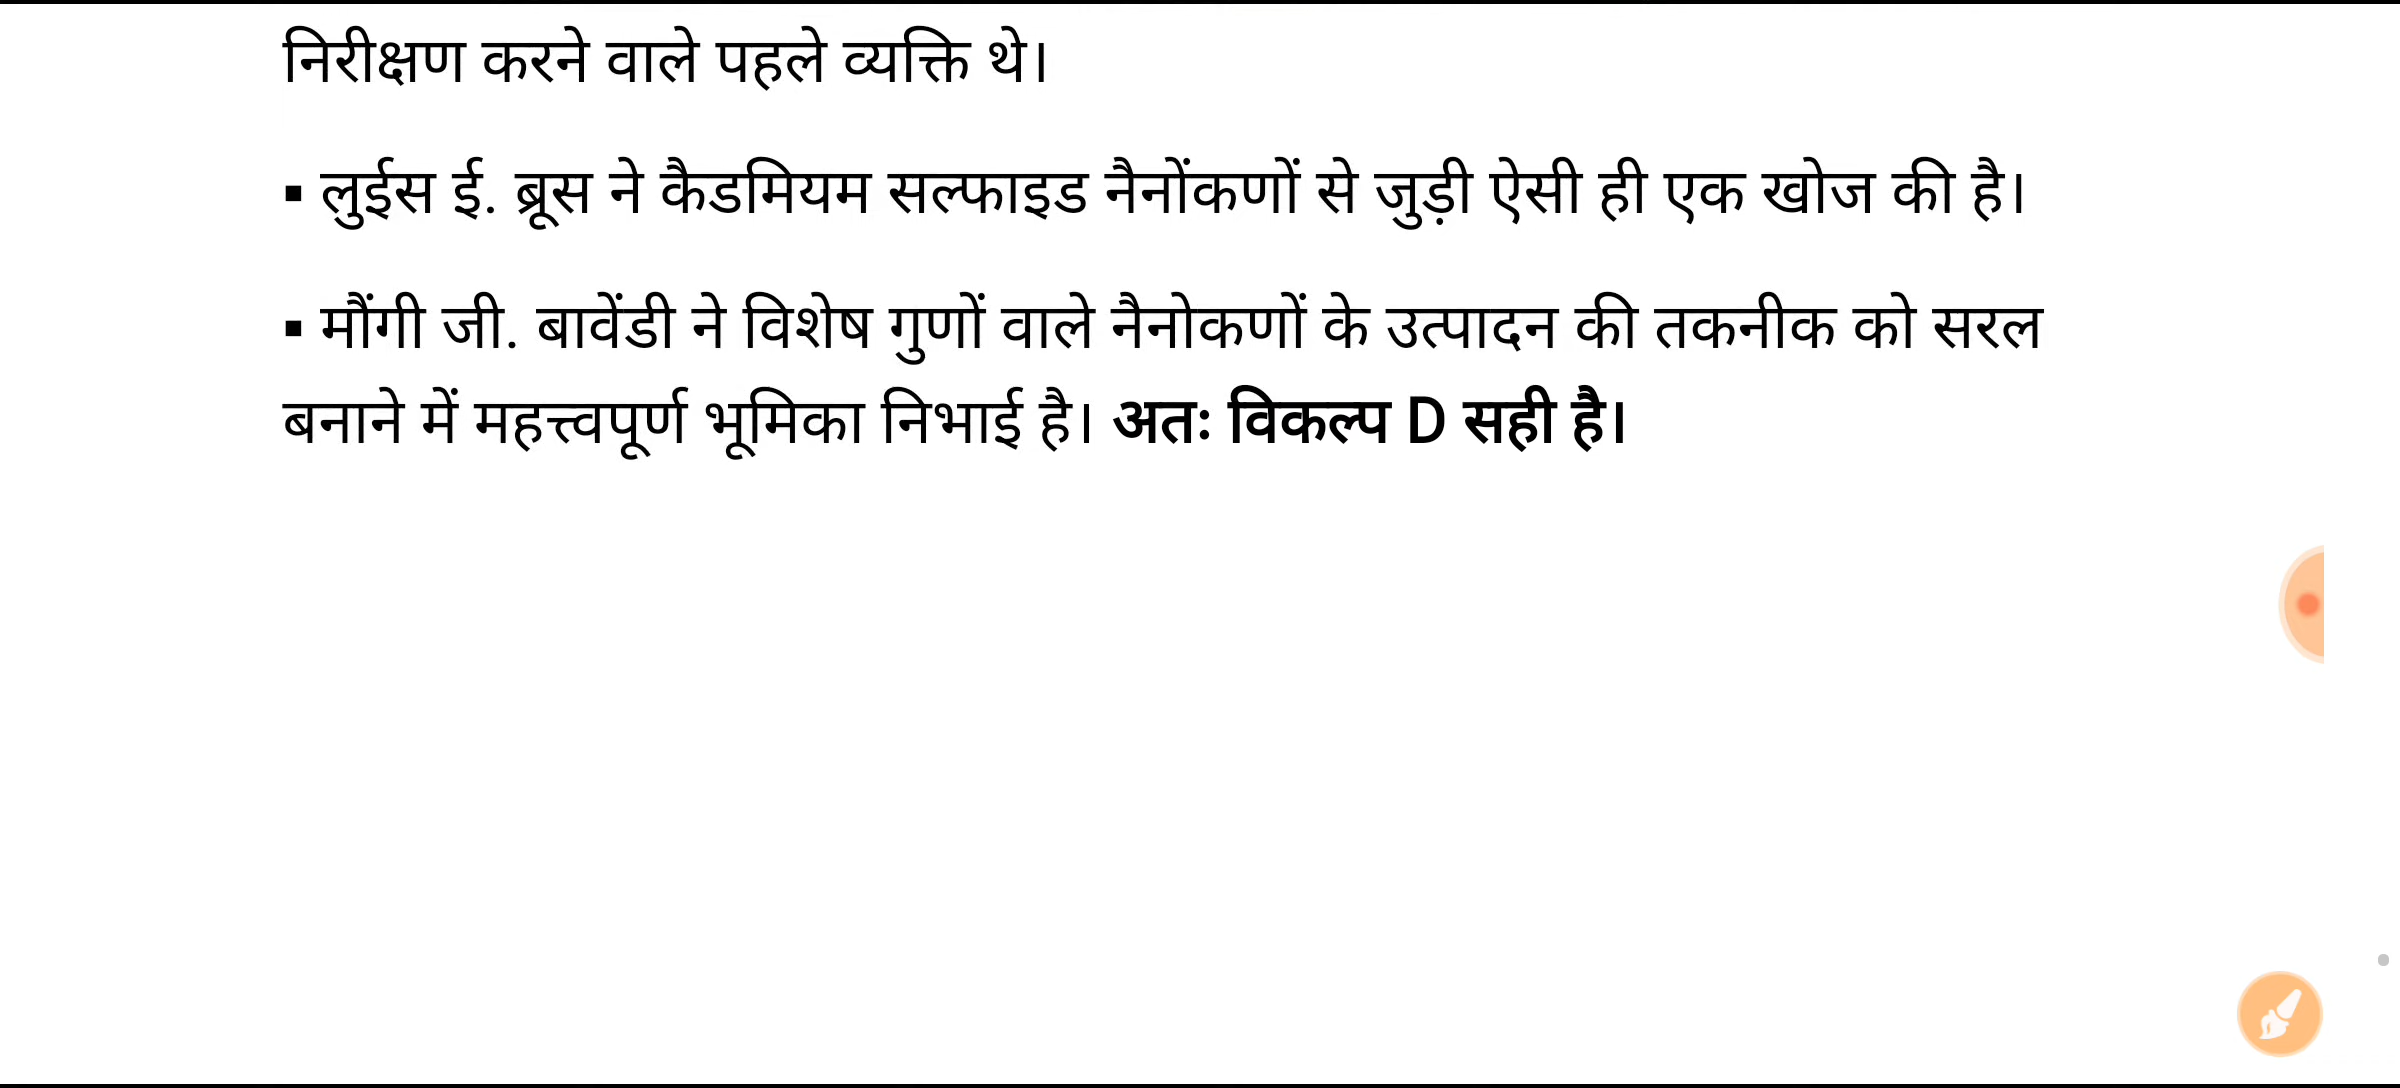 निरीक्षण करने वाले पहले व्यक्ति थे।
▪ लुईस ई. ब्रूस ने कैडमियम सल्फाइड नैनोंकणों से जुड़ी ऐसी ही एक खोज की है।
▪ मौंगी जी. बावेंडी ने विशेष गुणों वाले नैनोकणों के उत्पादन की तकनीक को सरल
बनाने में महत्त्वपूर्ण भूमिका निभाई है। अतः विकल्प D सही है।